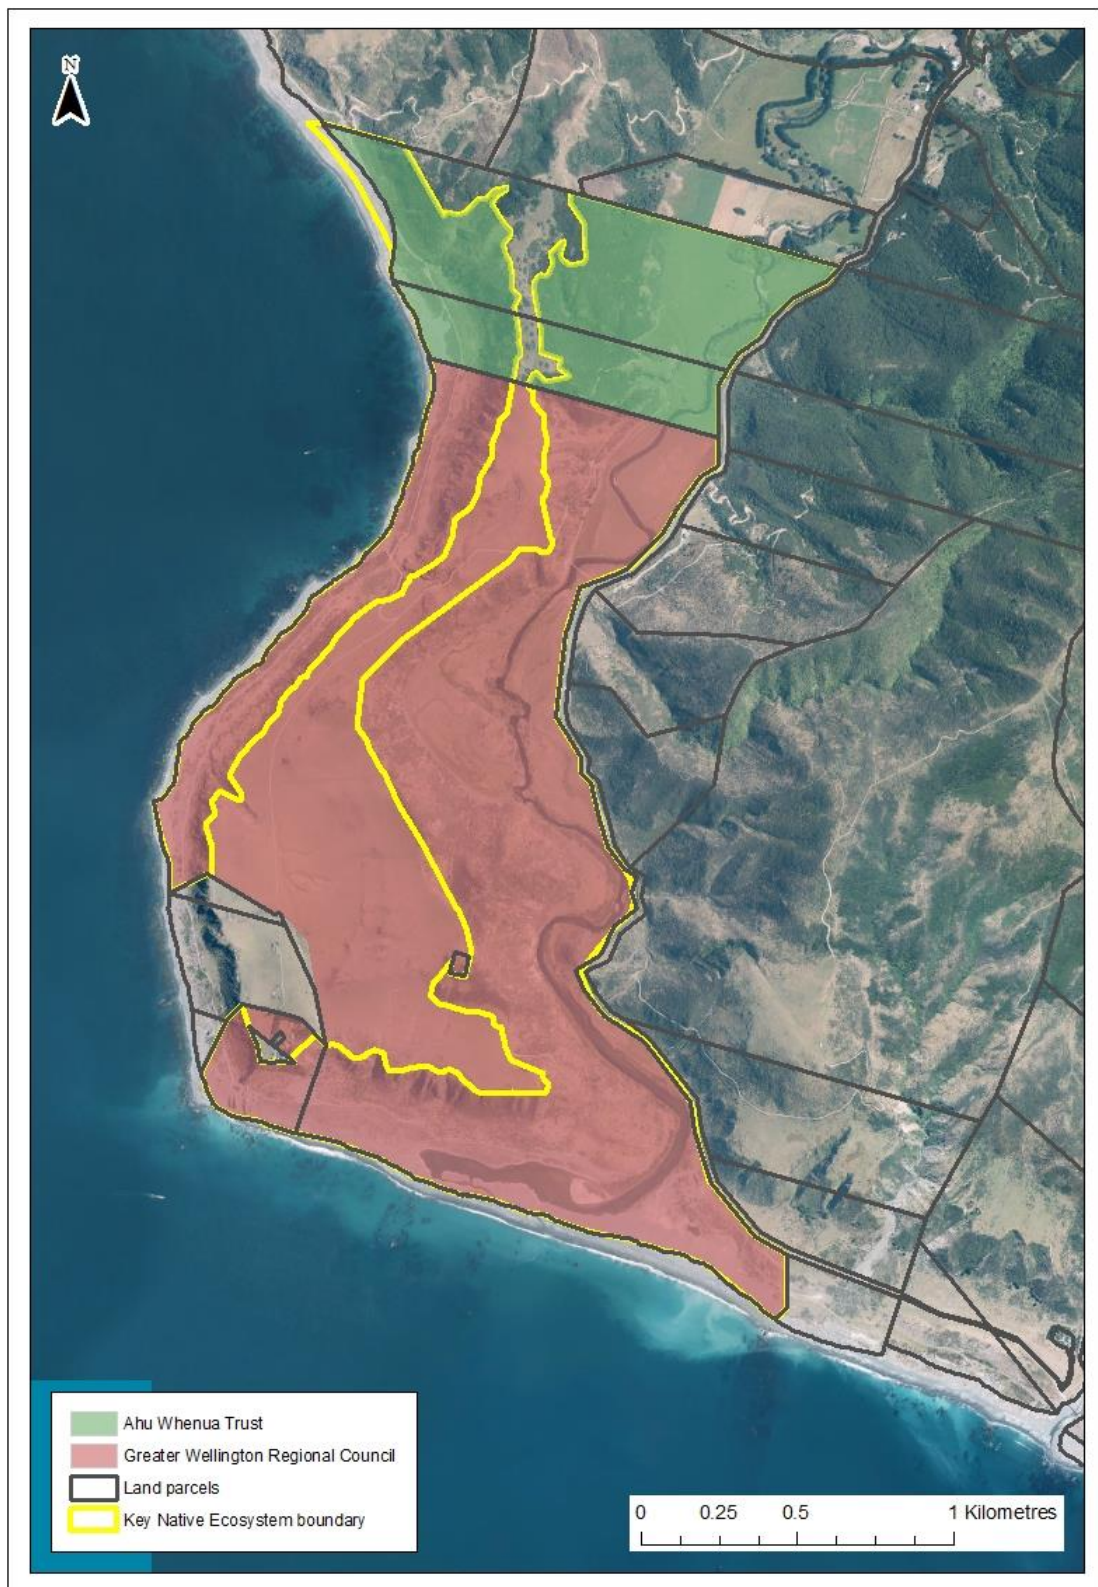 N
Ahu Whenua Trust
Greater Wellington Regional Council
Land parcels
Key Native Ecosystem boundary
0 0.25 0.5 1 Kilometres